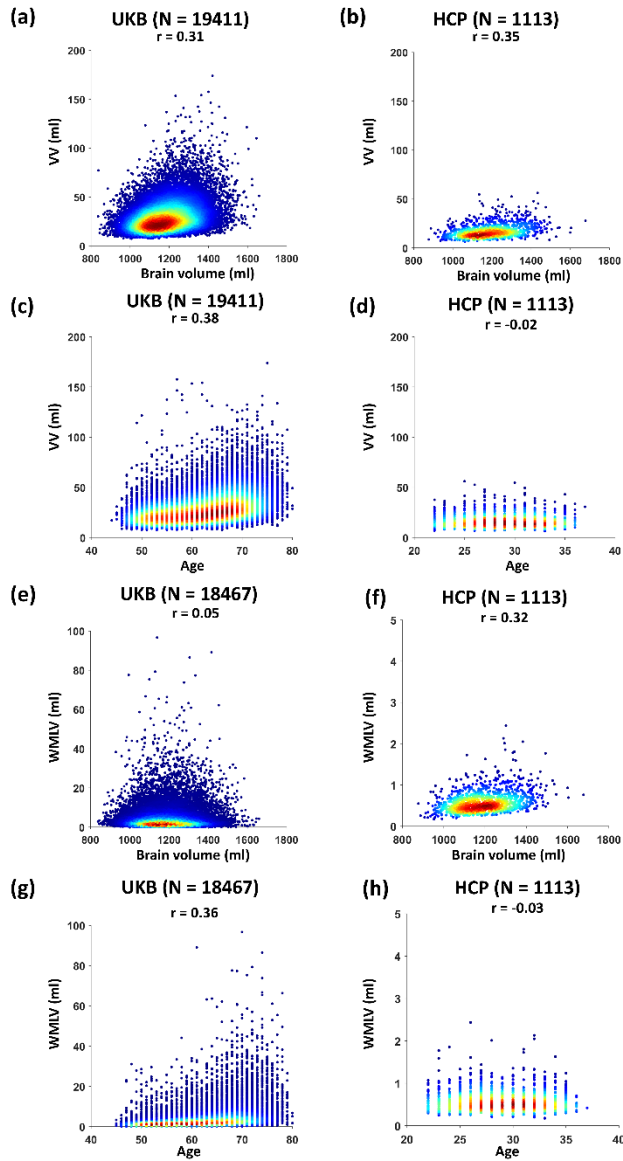 (a)
UKB (N = 19411)
r = 0.31
200
150
100
50
0
VV (ml)
800 1000 1200 1400 1600 1800
Brain volume (ml)
(b)
HCP (N = 1113)
r = 0.35
200
150
100
50
0
VV (ml)
800 1000 1200 1400 1600 1800
Brain volume (ml)
(c)
UKB (N = 19411)
r = 0.38
200
150
100
50
0
VV (ml)
40 50 60 70 80
Age
(d)
HCP (N = 1113)
r = -0.02
200
150
100
50
0
VV (ml)
20 25 30 35 40
Age
(e)
UKB (N = 18467)
r = 0.05
100
80
60
40
20
0
WMLV (ml)
800 1000 1200 1400 1600 1800
Brain volume (ml)
(f)
HCP (N = 1113)
r = 0.32
5
4
3
2
1
0
WMLV (ml)
800 1000 1200 1400 1600 1800
Brain volume (ml)
(g)
UKB (N = 18467)
r = 0.36
100
80
60
40
20
0
WMLV (ml)
40 50 60 70 80
Age
(h)
HCP (N = 1113)
r = -0.03
5
4
3
2
1
0
WMLV (ml)
20 25 30 35 40
Age